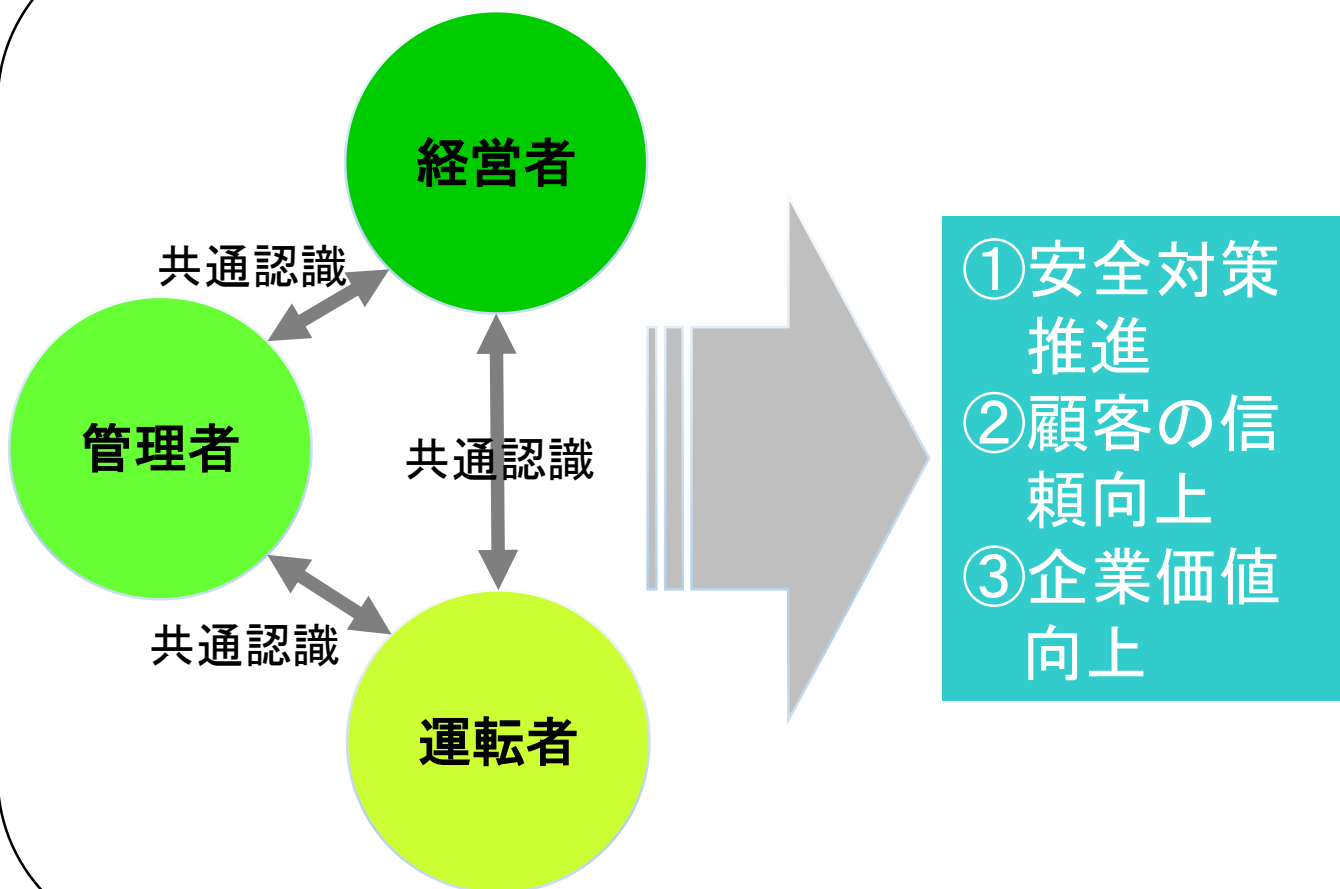 経営者
共通認識
管理者
共通認識
共通認識
運転者
①安全対策
推進
②顧客の信
頼向上
③企業価値
向上